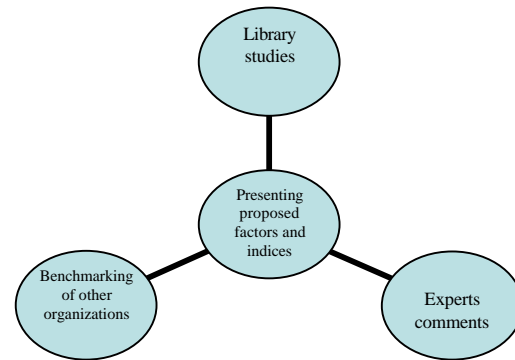 Library
studies
Presenting
proposed
factors and
indices
Benchmarking
of other
organizations
Experts
comments